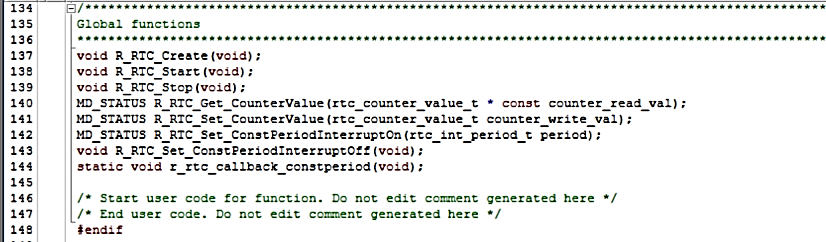 134 /***********************************************************************************************************************
135 Global functions
136 ***********************************************************************************************************************
137 void R_RTC_Create(void);
138 void R_RTC_Start(void);
139 void R_RTC_Stop(void);
140 MD_STATUS R_RTC_Get_CounterValue(rtc_counter_value_t * const counter_read_val);
141 MD_STATUS R_RTC_Set_CounterValue(rtc_counter_value_t counter_write_val);
142 MD_STATUS R_RTC_Set_ConstPeriodInterruptOn(rtc_int_period_t period);
143 void R_RTC_Set_ConstPeriodInterruptOff(void);
144 static void r_rtc_callback_constperiod(void);
145
146 /* Start user code for function. Do not edit comment generated here */
147 /* End user code. Do not edit comment generated here */
148 #endif